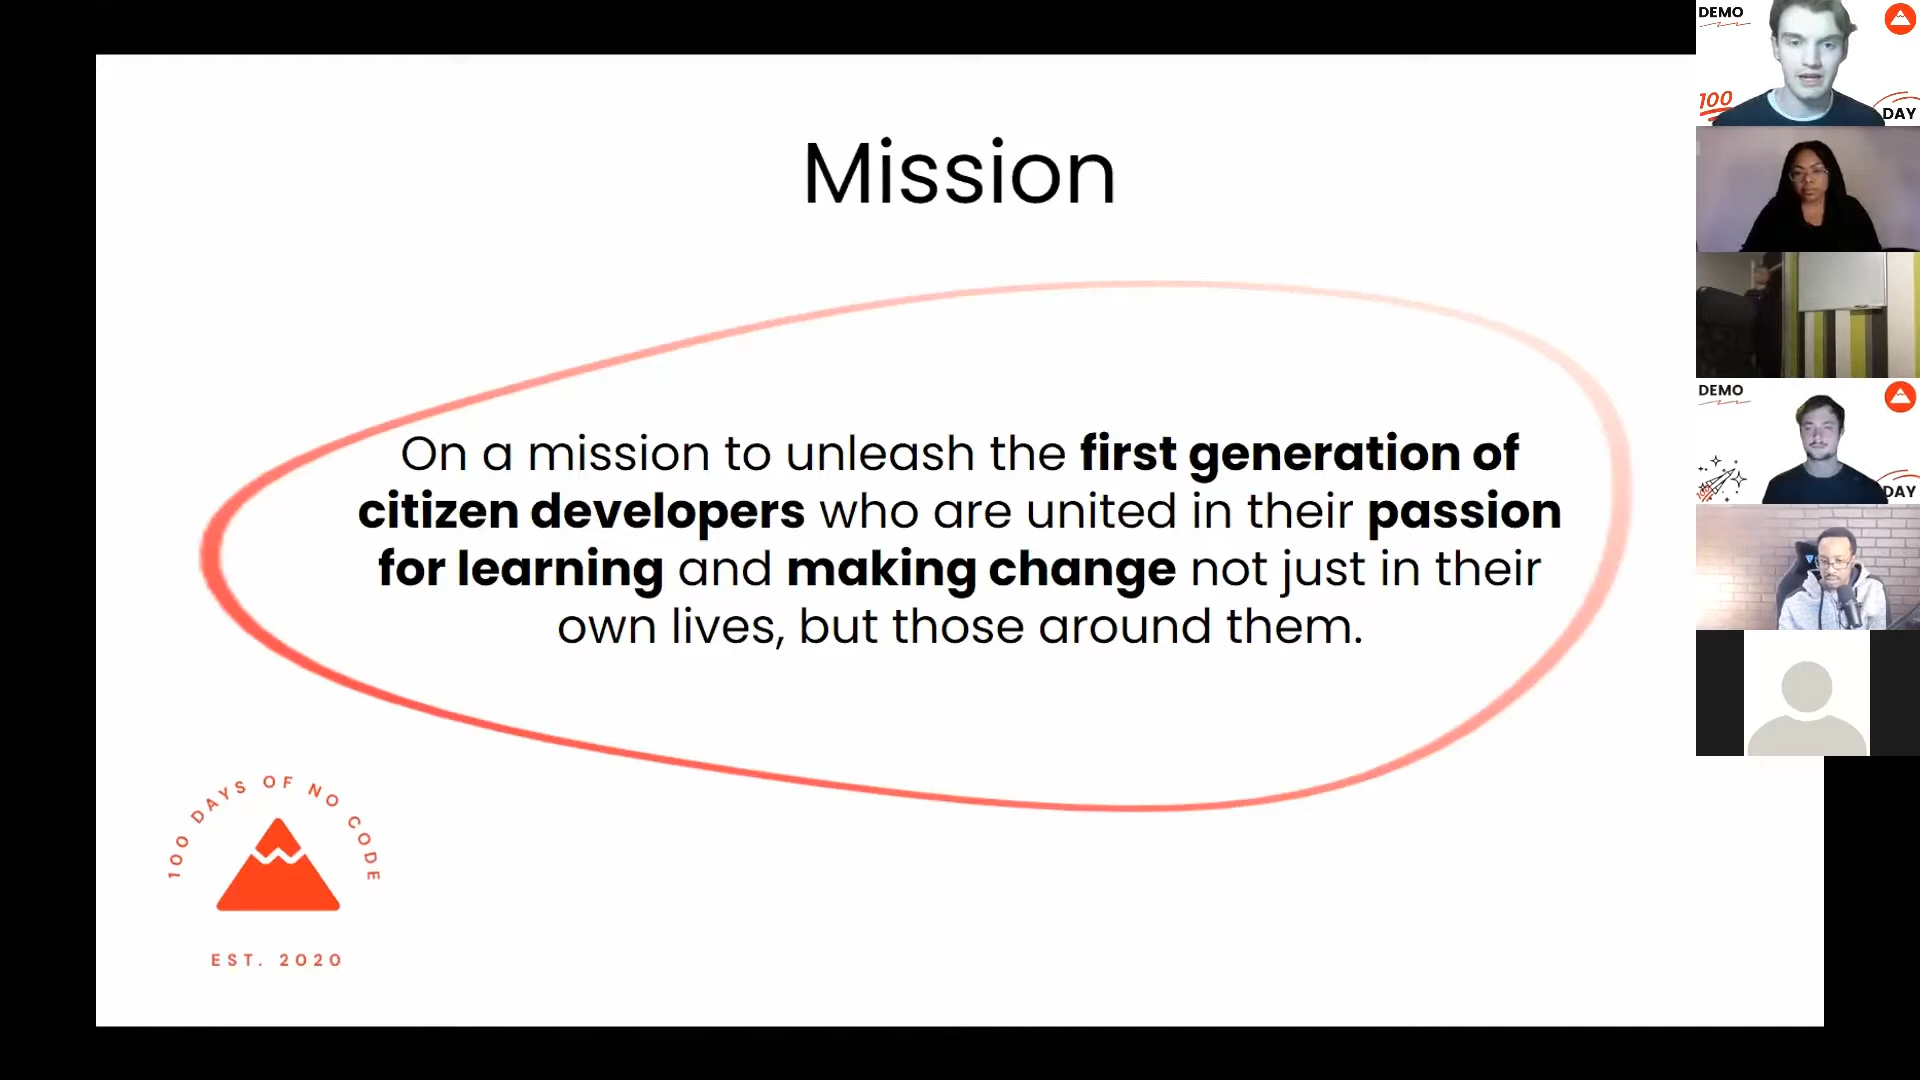 Mission
On a mission to unleash the first generation of
citizen developers who are united in their passion
for learning and making change not just in their
own lives, but those around them.
100 DAYS OF NO CODE
EST. 2020
DEMO
100
DAY
DEMO
100
DAY